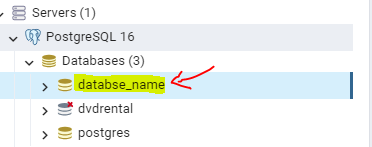 Servers (1)
PostgreSQL 16
Databases (3)
databse_name
dvdrental
postgres